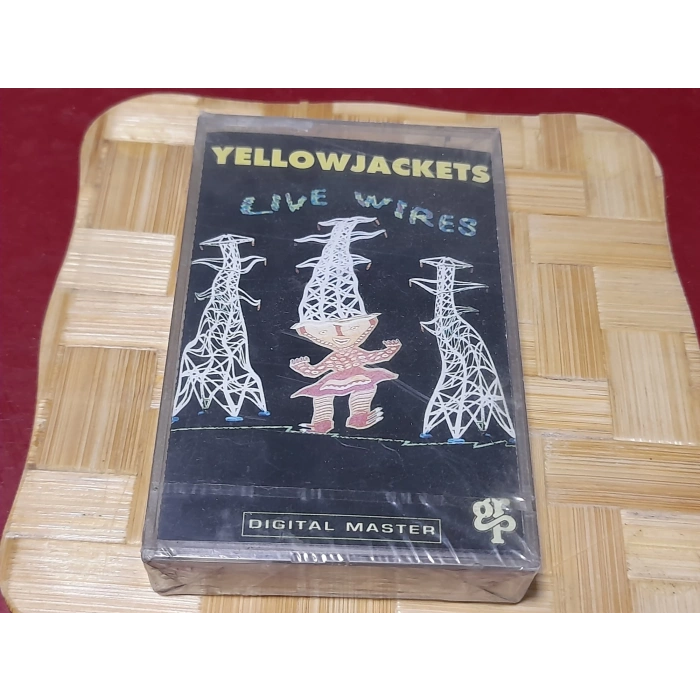 YELLOWJACKETS
LIVE WIRES
DIGITAL MASTER
grp